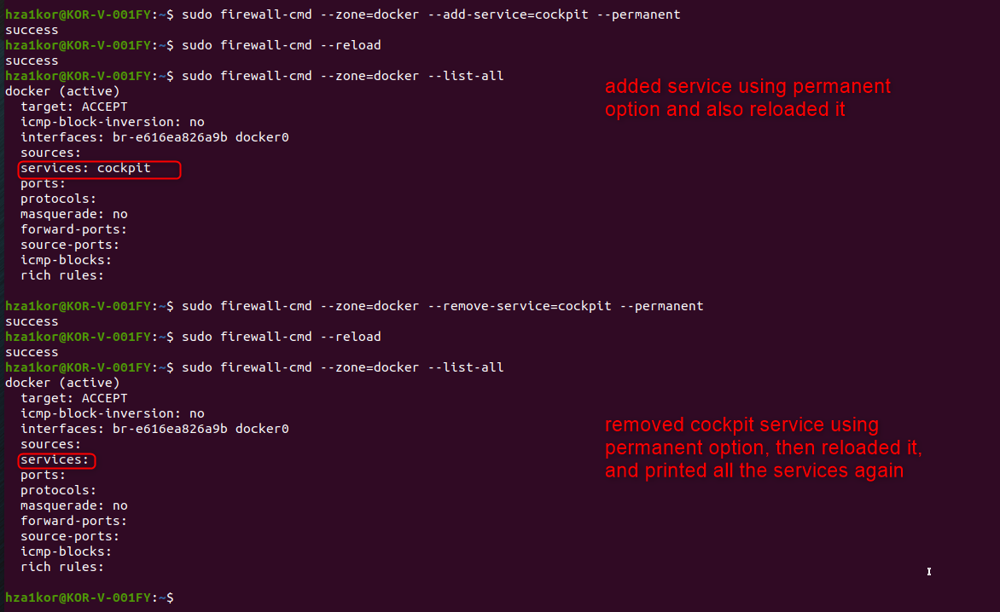 hza1kor@KOR-V-001FY:~$ sudo firewall-cmd --zone=docker --add-service=cockpit --permanent
success
hza1kor@KOR-V-001FY:~$ sudo firewall-cmd --reload
success
hza1kor@KOR-V-001FY:~$ sudo firewall-cmd --zone=docker --list-all
docker (active)
  target: ACCEPT
  icmp-block-inversion: no
  interfaces: br-e616ea826a9b docker0
  sources:
  services: cockpit
  ports:
  protocols:
  masquerade: no
  forward-ports:
  source-ports:
  icmp-blocks:
  rich rules:
added service using permanent
option and also reloaded it
hza1kor@KOR-V-001FY:~$ sudo firewall-cmd --zone=docker --remove-service=cockpit --permanent
success
hza1kor@KOR-V-001FY:~$ sudo firewall-cmd --reload
success
hza1kor@KOR-V-001FY:~$ sudo firewall-cmd --zone=docker --list-all
docker (active)
  target: ACCEPT
  icmp-block-inversion: no
  interfaces: br-e616ea826a9b docker0
  sources:
  services:
  ports:
  protocols:
  masquerade: no
  forward-ports:
  source-ports:
  icmp-blocks:
  rich rules:
removed cockpit service using
permanent option, then reloaded it,
and printed all the services again
hza1kor@KOR-V-001FY:~$